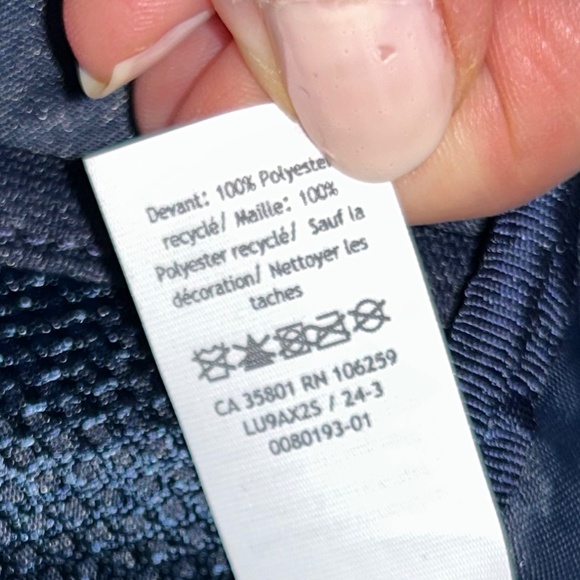 Devant: 100% Polyester
recyclé/ Maille: 100%
Polyester recyclé/ Sauf la
décoration/ Nettoyer les
taches
CA 35801 RN 106259
LU9AX2S / 24-3
0080193-01